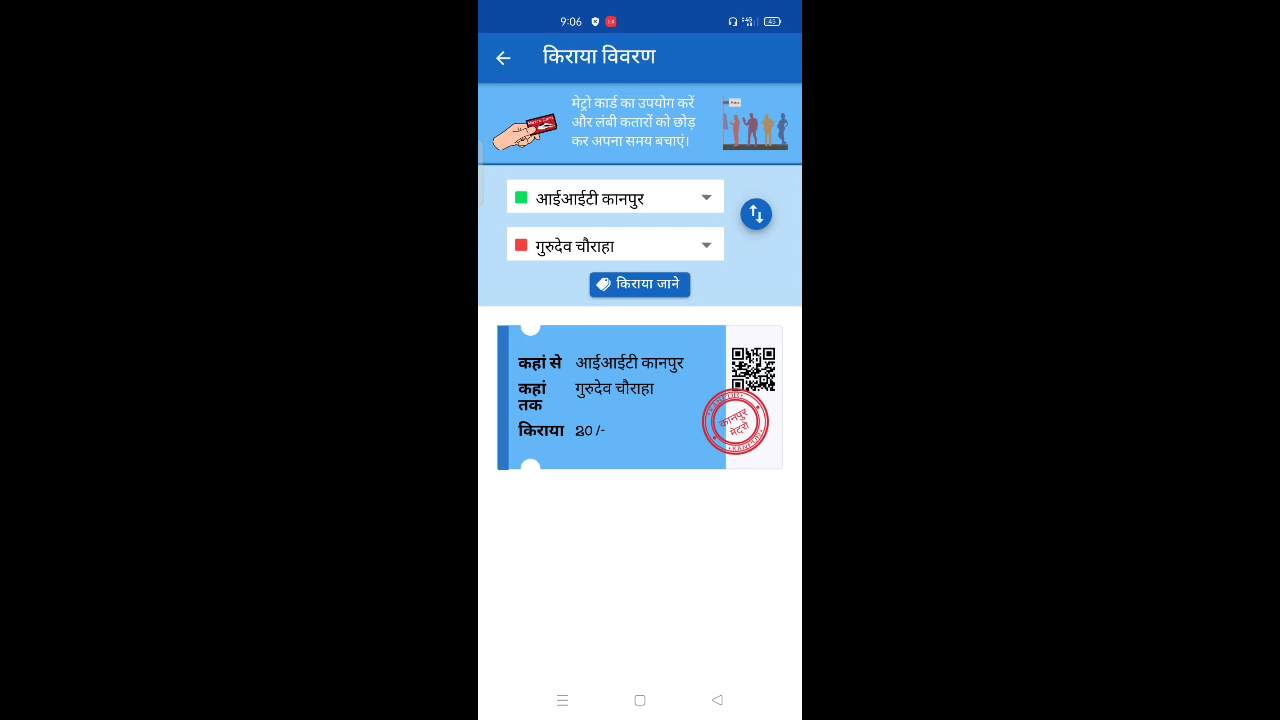 9:06
45
किराया विवरण
मेट्रो कार्ड का उपयोग करें
और लंबी कतारों को छोड़
कर अपना समय बचाएं।
आईआईटी कानपुर
गुरुदेव चौराहा
किराया जाने
कहां से आईआईटी कानपुर
कहां तक गुरुदेव चौराहा
किराया 20 /-
कानपुर
मेट्रो